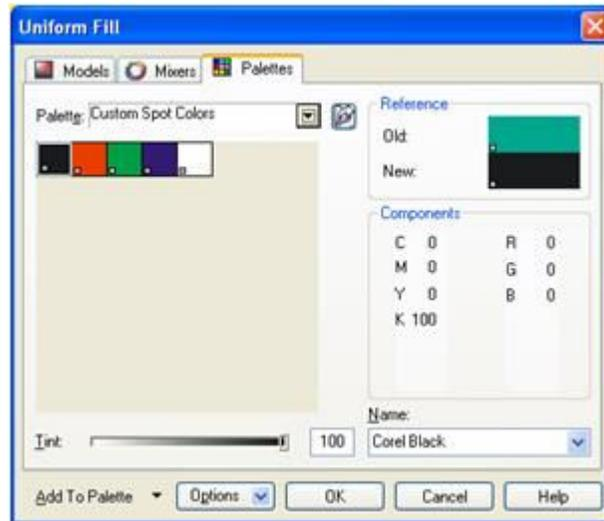 Uniform Fill
Models Mixers Palettes
Palette: Custom Spot Colors
Reference
Old:
New:
Components
C 0 R 0
M 0 G 0
Y 0 B 0
K 100
Name:
Tint: 100 Corel Black
Add To Palette Options OK Cancel Help